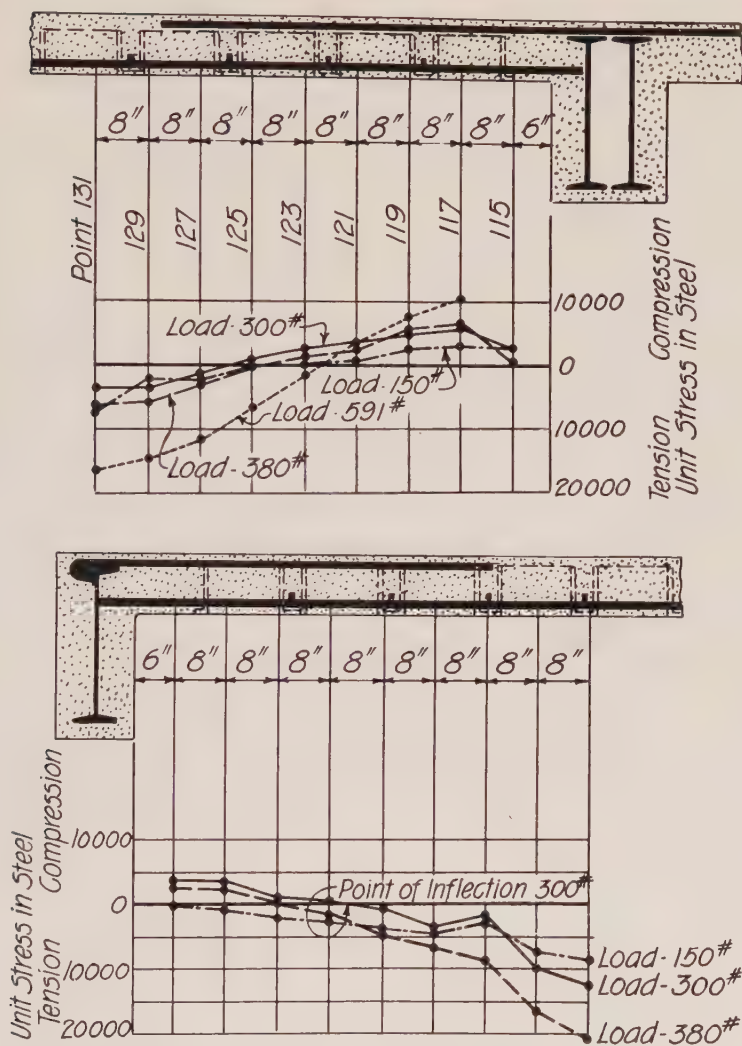 8" 8" 8" 8" 8" 8" 8" 8" 6"
Point 131
129
127
125
123
121
119
117
115
10000
0
10000
20000
Compression
Tension
Unit Stress in Steel
Load-300#
Load-150#
Load-591#
Load-380#
6" 8" 8" 8" 8" 8" 8" 8" 8"
Unit Stress in Steel
Tension
Compression
10000
0
10000
20000
Point of Inflection 300#
Load-150#
Load-300#
Load-380#